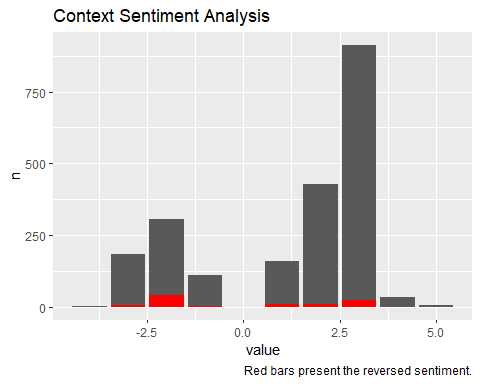 Context Sentiment Analysis
n
750
500
250
0
-2.5
0.0
2.5
5.0
value
Red bars present the reversed sentiment.